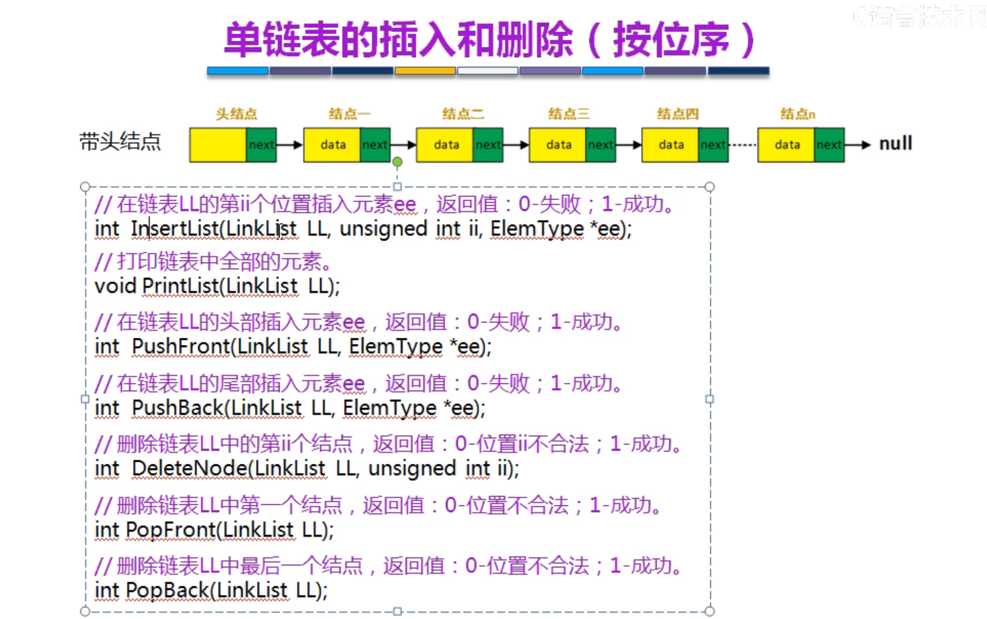 C语言技术网
单链表的插入和删除（按位序）
头结点 结点一 结点二 结点三 结点四 结点n
带头结点 next data next data next data next data next data next null
// 在链表LL的第ii个位置插入元素ee，返回值：0-失败；1-成功。
int InsertList(LinkList LL, unsigned int ii, ElemType *ee);
// 打印链表中全部的元素。
void PrintList(LinkList LL);
// 在链表LL的头部插入元素ee，返回值：0-失败；1-成功。
int PushFront(LinkList LL, ElemType *ee);
// 在链表LL的尾部插入元素ee，返回值：0-失败；1-成功。
int PushBack(LinkList LL, ElemType *ee);
// 删除链表LL中的第ii个结点，返回值：0-位置ii不合法；1-成功。
int DeleteNode(LinkList LL, unsigned int ii);
// 删除链表LL中第一个结点，返回值：0-位置不合法；1-成功。
int PopFront(LinkList LL);
// 删除链表LL中最后一个结点，返回值：0-位置不合法；1-成功。
int PopBack(LinkList LL);